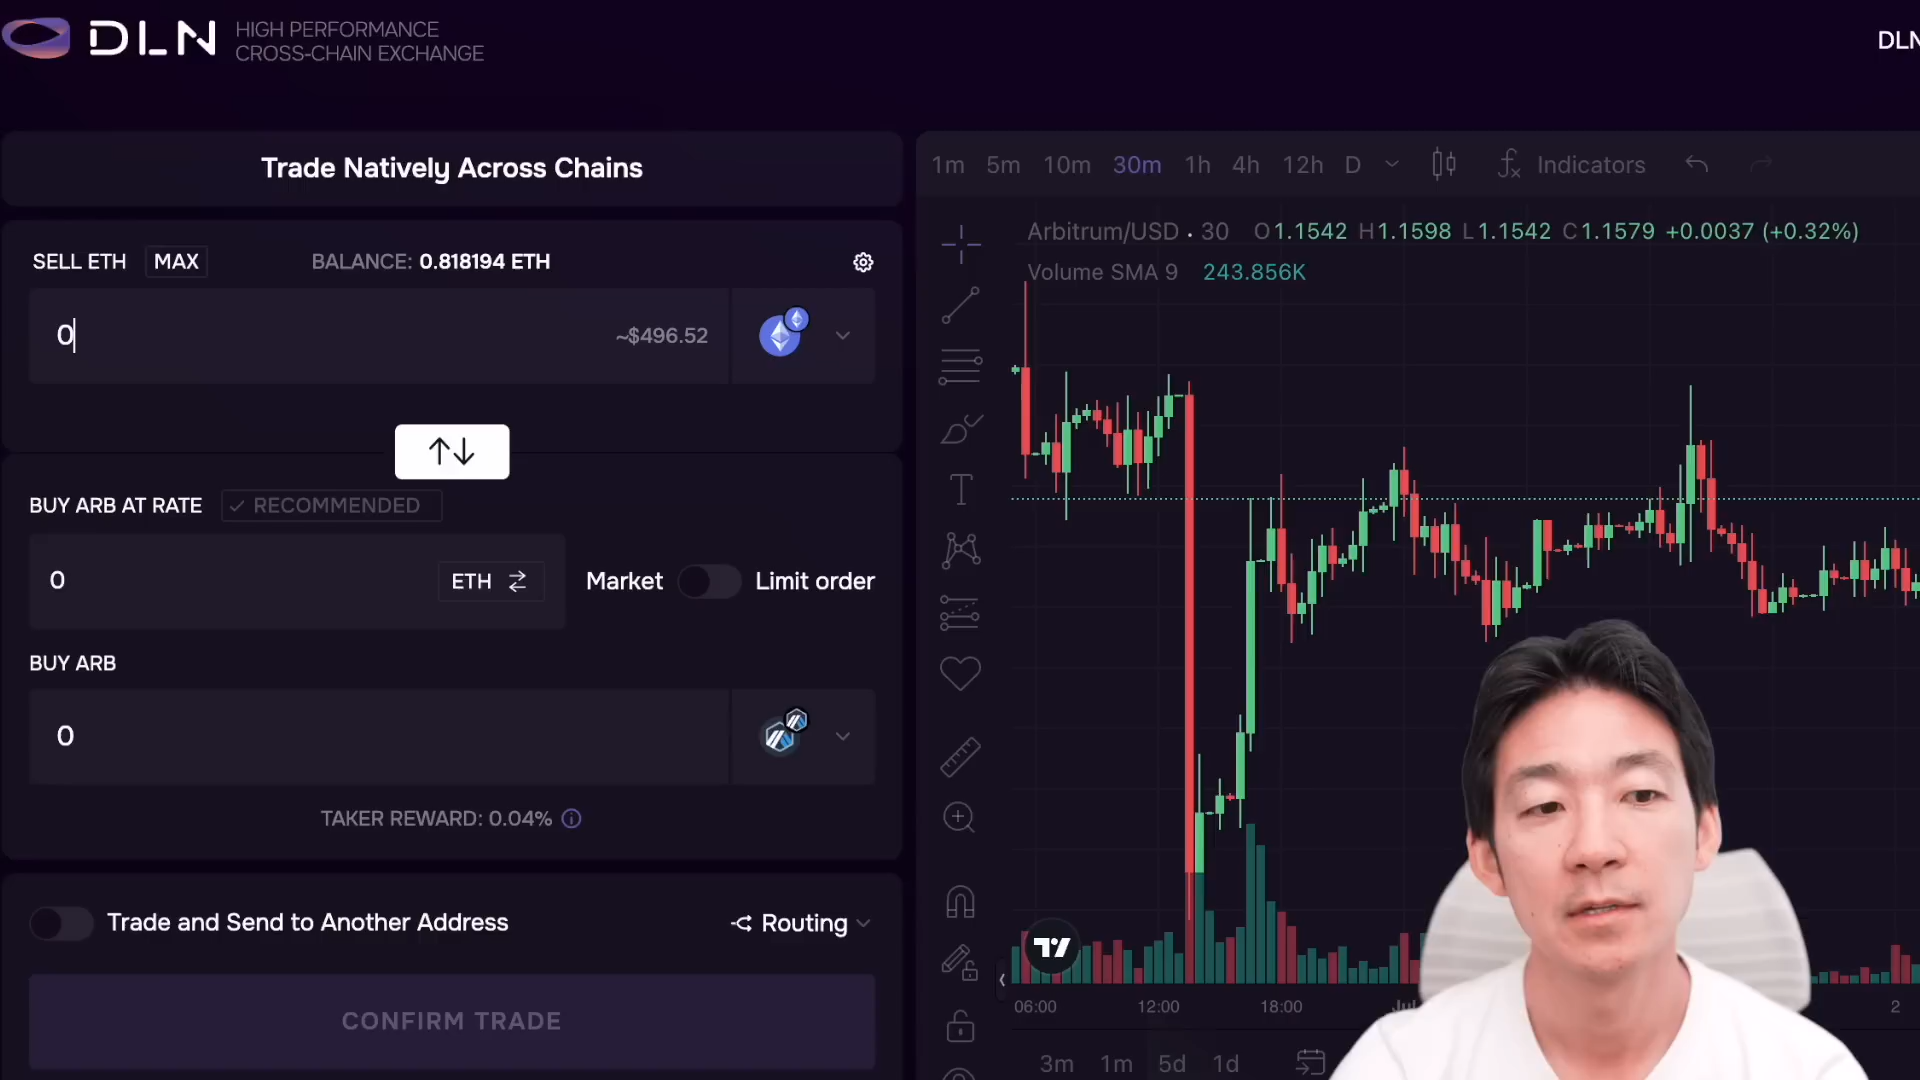 DLN
HIGH PERFORMANCE
CROSS-CHAIN EXCHANGE
DLN
Trade Natively Across Chains
SELL ETH
MAX
BALANCE: 0.818194 ETH
0
~$496.52
BUY ARB AT RATE
RECOMMENDED
0
ETH
Market
Limit order
BUY ARB
0
TAKER REWARD: 0.04%
Trade and Send to Another Address
Routing
CONFIRM TRADE
1m 5m 10m 30m 1h 4h 12h D
Indicators
Arbitrum/USD · 30 O1.1542 H1.1598 L1.1542 C1.1579 +0.0037 (+0.32%)
Volume SMA 9 243.856K
06:00 12:00 18:00 2
3m 1m 5d 1d